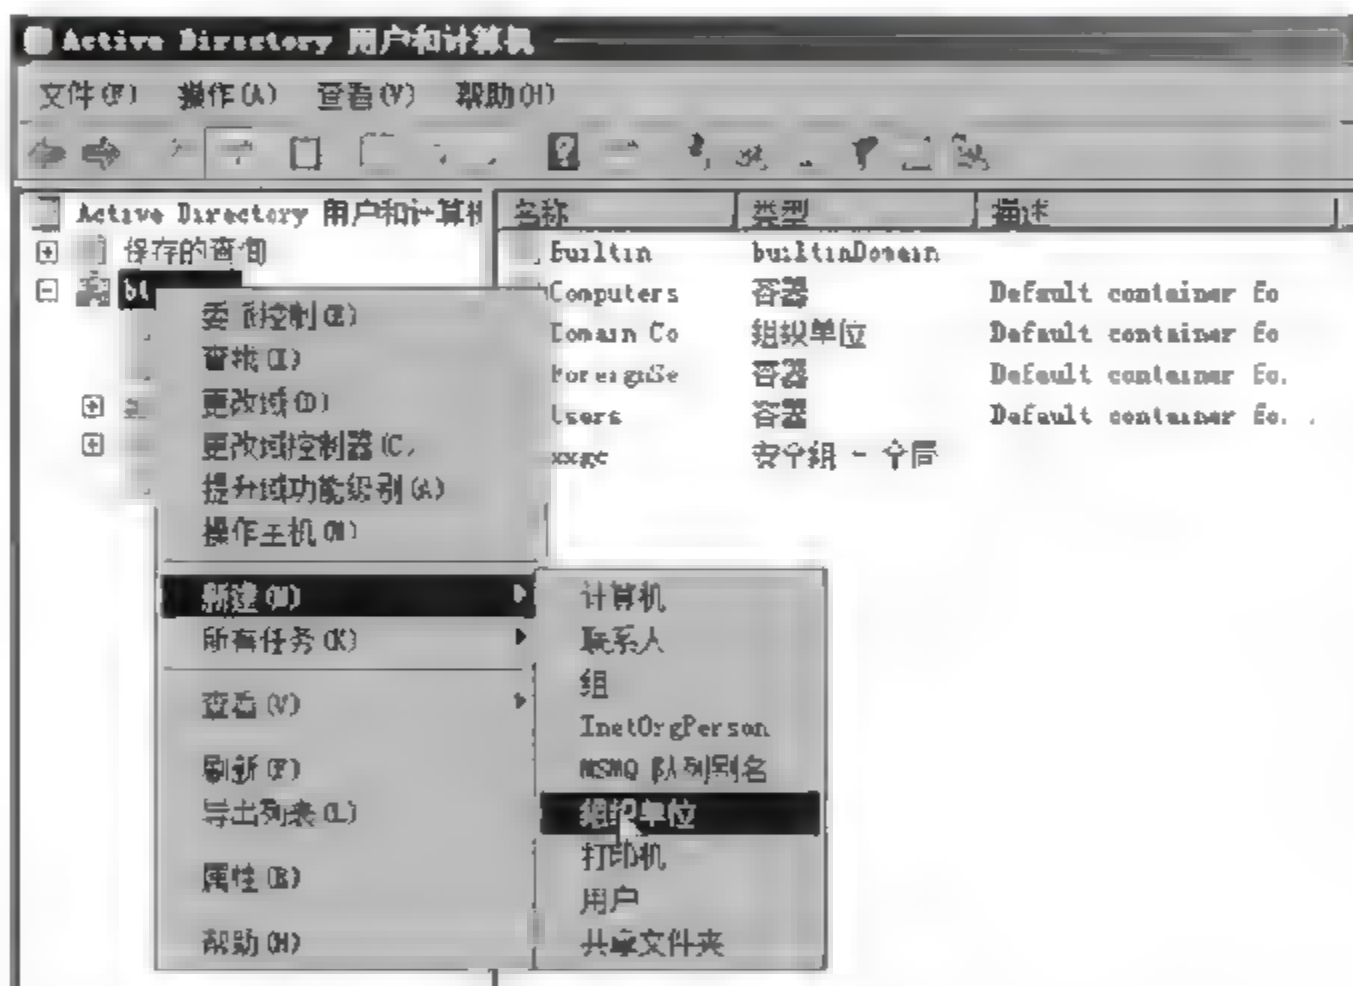 Active Directory 用户和计算机
文件(F) 操作(A) 查看(V) 帮助(H)
Active Directory 用户和计算机
名称 类型 描述
保存的查询
Builtin builtinDomain
Computers 容器 Default container fo
Domain Co 组织单位 Default container fo
ForeignSe 容器 Default container fo.
Users 容器 Default container fo. .
安全组 - 全局
委派控制(E)
查找(I)
更改域(D)
更改域控制器(C)
提升域功能级别(A)
操作主机(M)
新建(N)
所有任务(K)
查看(V)
刷新(F)
导出列表(L)
属性(R)
帮助(H)
计算机
联系人
组
InetOrgPerson
MSMQ 队列别名
组织单位
打印机
用户
共享文件夹